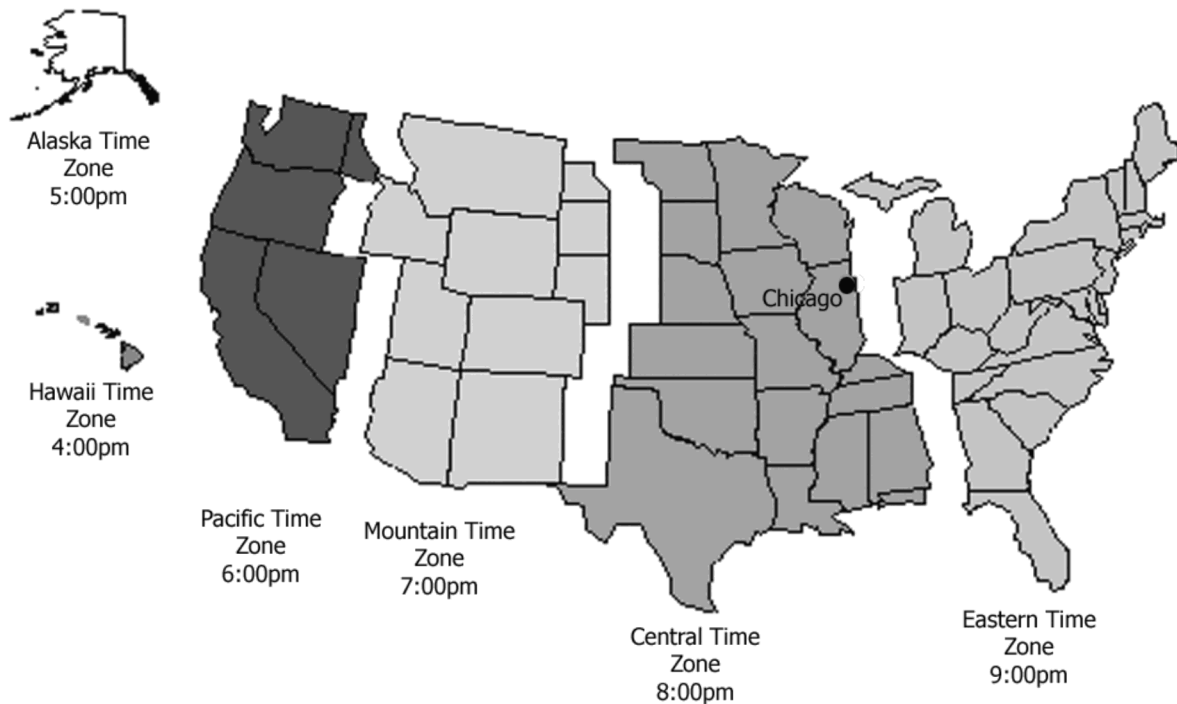 Alaska Time
Zone
5:00pm
Chicago
Hawaii Time
Zone
4:00pm
Pacific Time
Zone
6:00pm
Mountain Time
Zone
7:00pm
Central Time
Zone
8:00pm
Eastern Time
Zone
9:00pm